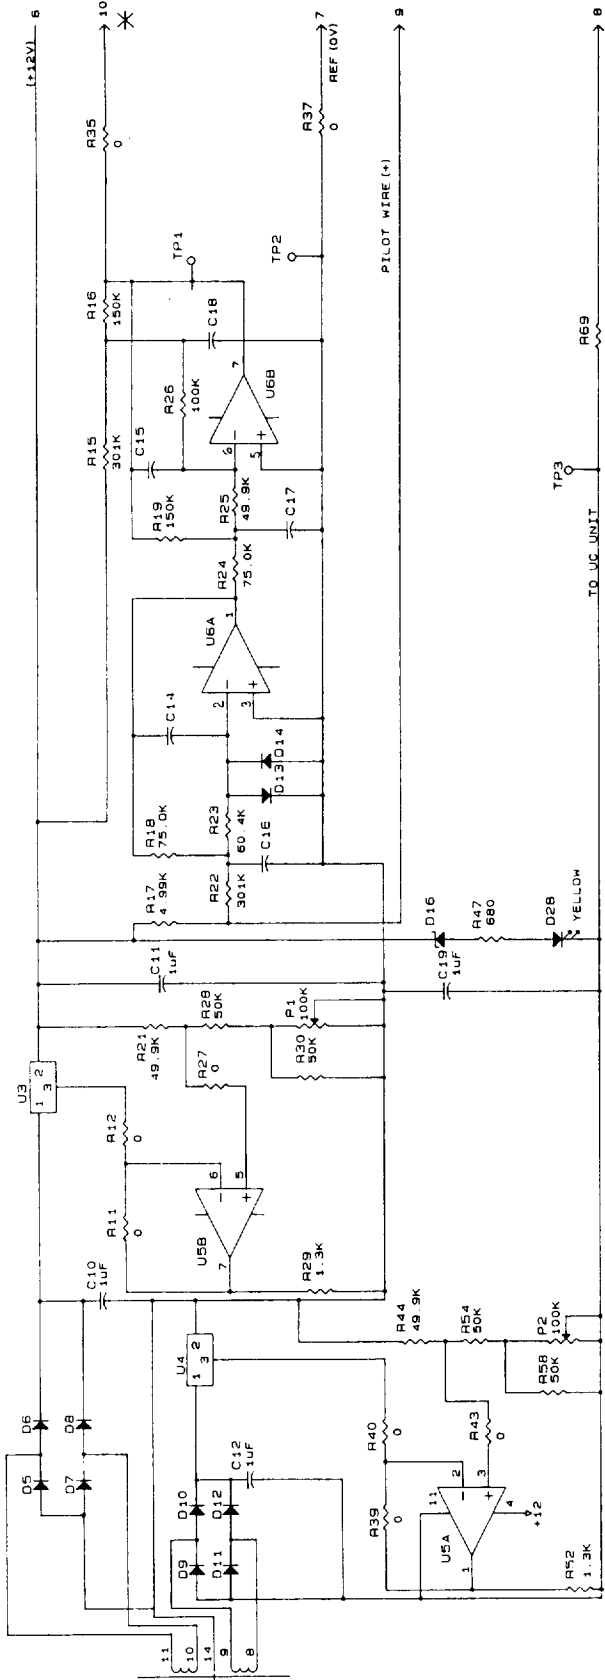 (+12V) 6
D5
D6
C10
1uF
U3
1 2
3
R15
301K
R16
150K
R35
0
10
*
11
10
14
9
8
D7
D8
D9
D10
D11
D12
U4
1 2
3
C12
1uF
R11
0
R12
0
U5B
7
6
5
R29
1.3K
R21
49.9K
R27
0
R28
50K
R30
50K
P1
100K
C11
1uF
R17
4.99K
R18
75.0K
R22
301K
R23
60.4K
C16
D13
D14
C14
U6A
2
3
1
R24
75.0K
R19
150K
R25
49.9K
C17
C15
R26
100K
U6B
6
5
7
C18
TP1
TP2
R37
0
REF(0V) 7
PILOT WIRE(+) 9
R39
0
R40
0
U5A
1
11
2
3
4
+12
R52
1.3K
R43
0
R44
49.9K
R54
50K
R58
50K
P2
100K
C19
1uF
D16
R47
680
D28
YELLOW
TO UC UNIT
TP3
R69
8